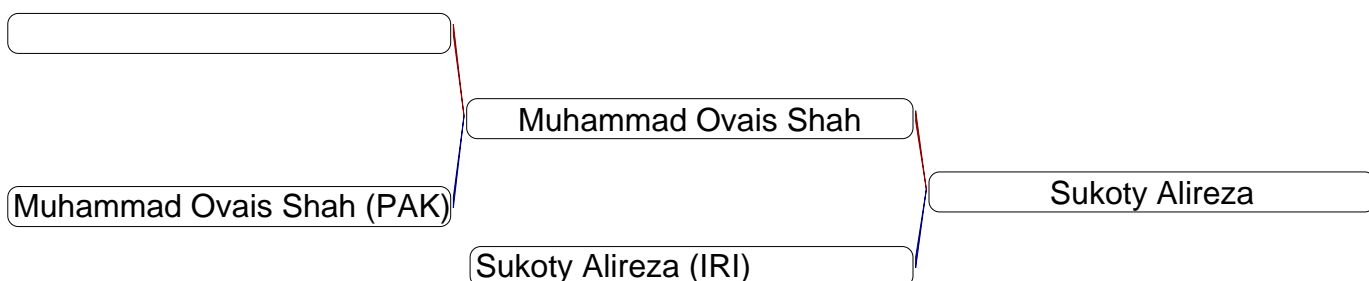 Muhammad Ovais Shah
Muhammad Ovais Shah (PAK)
Sukoty Alireza
Sukoty Alireza (IRI)